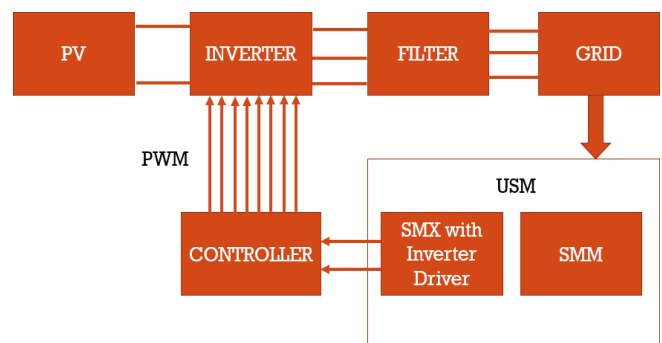 PV
INVERTER
FILTER
GRID
PWM
USM
CONTROLLER
SMX with
Inverter
Driver
SMM